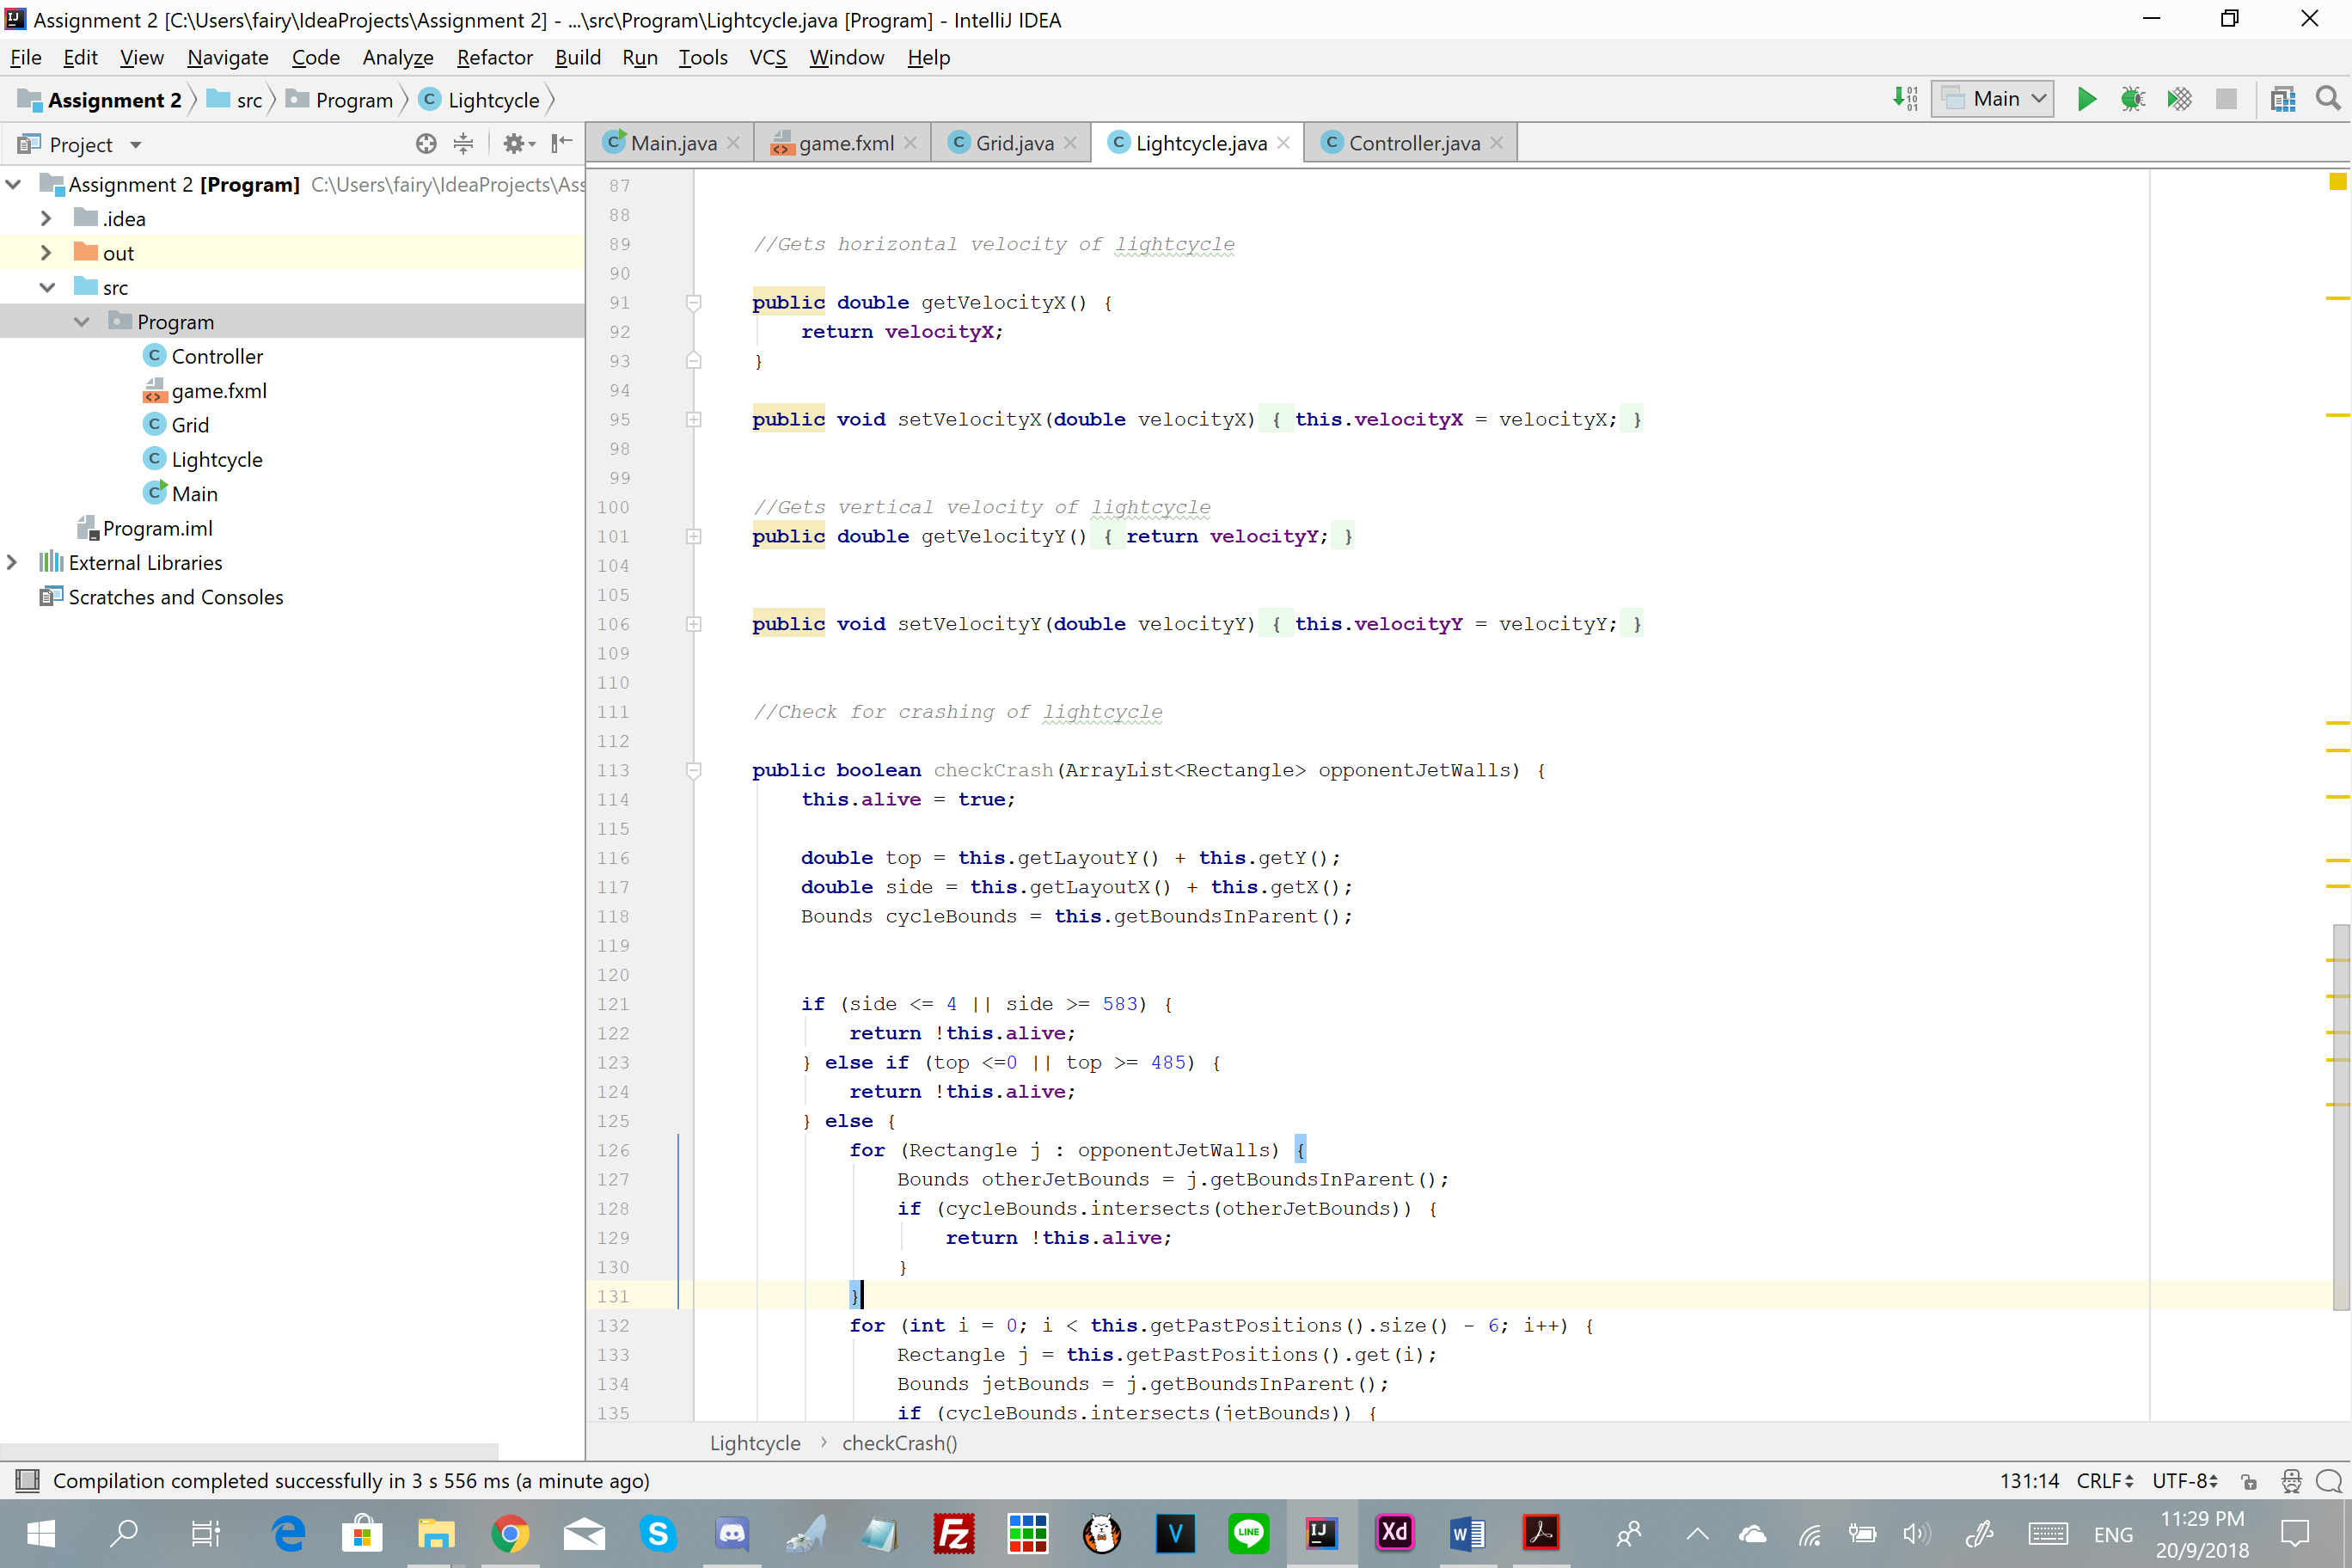 Assignment 2 [C:\Users\fairy\IdeaProjects\Assignment 2] - ...\src\Program\Lightcycle.java [Program] - IntelliJ IDEA
File Edit View Navigate Code Analyze Refactor Build Run Tools VCS Window Help
Assignment 2 src Program Lightcycle Main
Project
Main.java game.fxml Grid.java Lightcycle.java Controller.java
Assignment 2 [Program] C:\Users\fairy\IdeaProjects\Ass
.idea
out
src
Program
Controller
game.fxml
Grid
Lightcycle
Main
Program.iml
External Libraries
Scratches and Consoles
87
88
89 //Gets horizontal velocity of lightcycle
90
91 public double getVelocityX() {
92 return velocityX;
93 }
94
95 public void setVelocityX(double velocityX) { this.velocityX = velocityX; }
98
99
100 //Gets vertical velocity of lightcycle
101 public double getVelocityY() { return velocityY; }
104
105
106 public void setVelocityY(double velocityY) { this.velocityY = velocityY; }
109
110
111 //Check for crashing of lightcycle
112
113 public boolean checkCrash(ArrayList<Rectangle> opponentJetWalls) {
114 this.alive = true;
115
116 double top = this.getLayoutY() + this.getY();
117 double side = this.getLayoutX() + this.getX();
118 Bounds cycleBounds = this.getBoundsInParent();
119
120
121 if (side <= 4 || side >= 583) {
122 return !this.alive;
123 } else if (top <=0 || top >= 485) {
124 return !this.alive;
125 } else {
126 for (Rectangle j : opponentJetWalls) {
127 Bounds otherJetBounds = j.getBoundsInParent();
128 if (cycleBounds.intersects(otherJetBounds)) {
129 return !this.alive;
130 }
131 }
132 for (int i = 0; i < this.getPastPositions().size() - 6; i++) {
133 Rectangle j = this.getPastPositions().get(i);
134 Bounds jetBounds = j.getBoundsInParent();
135 if (cycleBounds.intersects(jetBounds)) {
Lightcycle › checkCrash()
Compilation completed successfully in 3 s 556 ms (a minute ago) 131:14 CRLF UTF-8
ENG 11:29 PM
20/9/2018